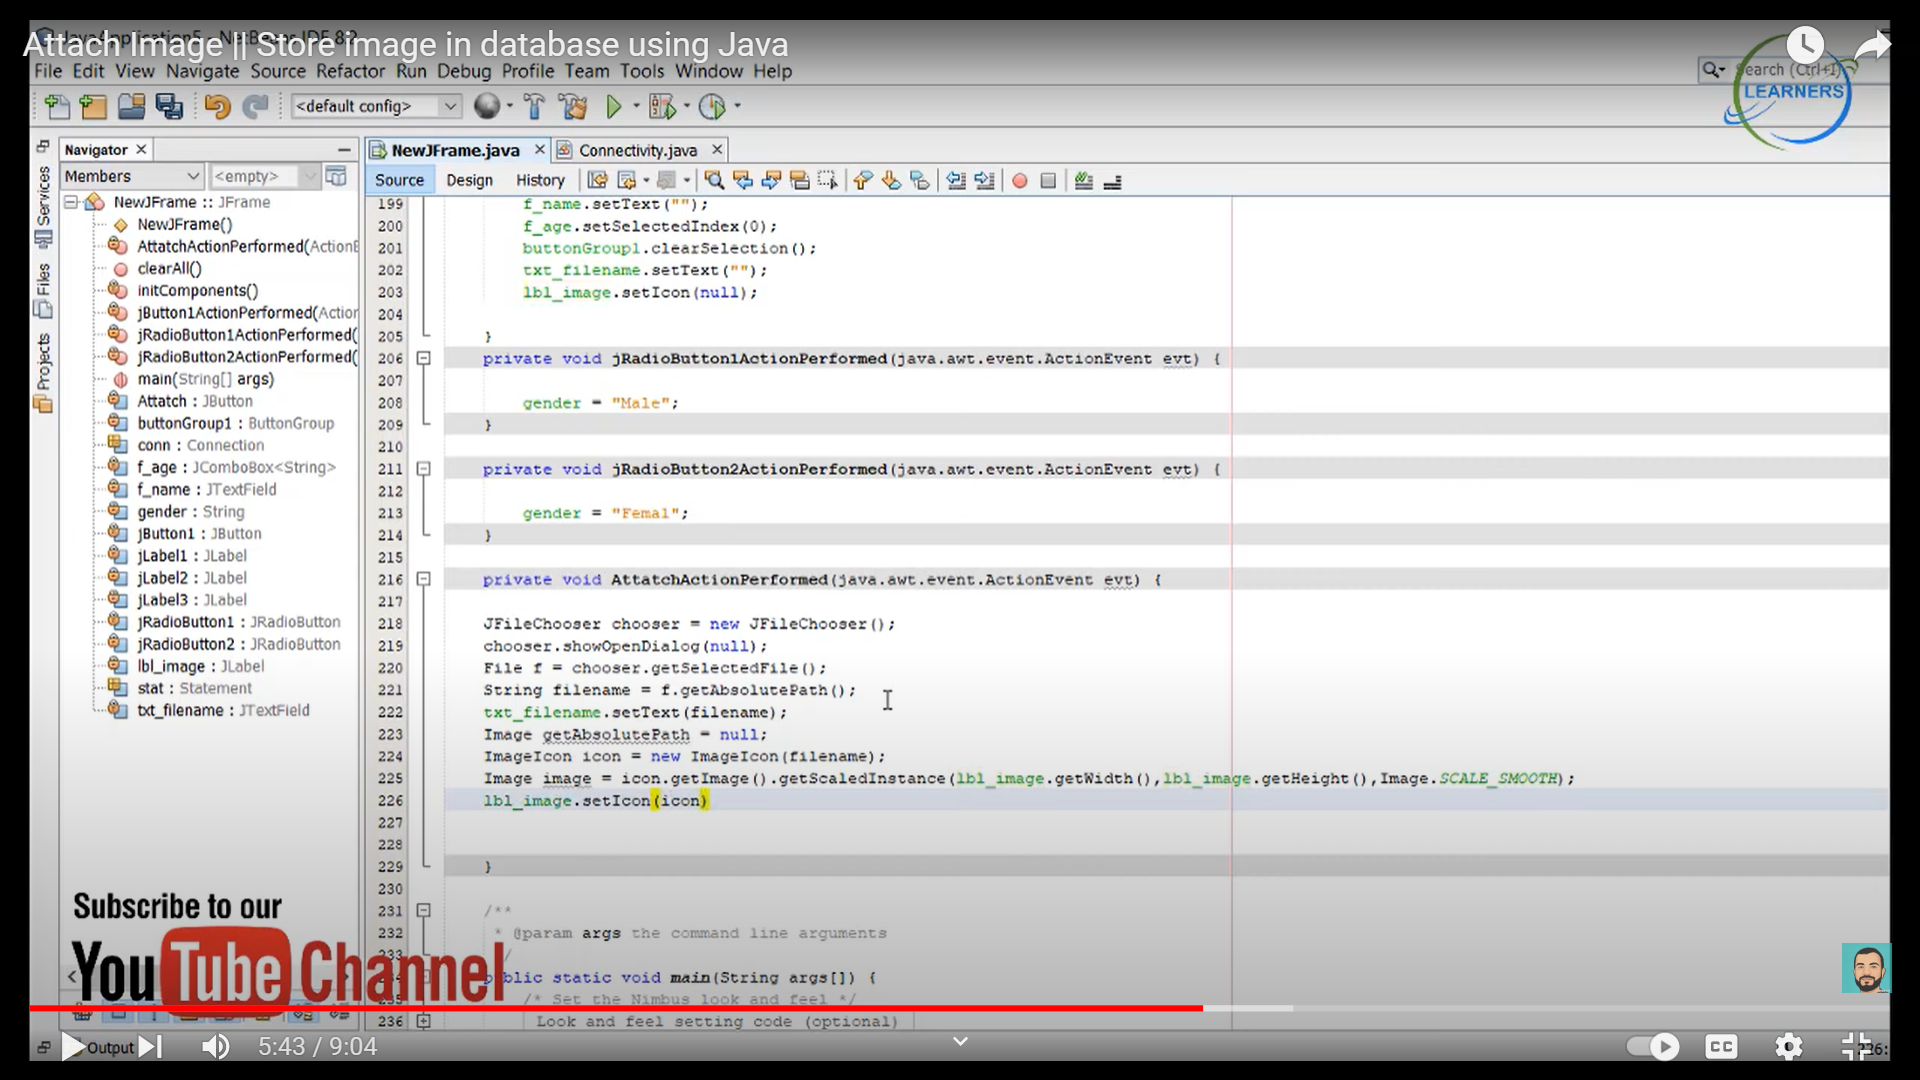 Attach Image || Store image in database using Java
File Edit View Navigate Source Refactor Run Debug Profile Team Tools Window Help
Search (Ctrl+I)
LEARNERS
<default config>
Navigator
NewJFrame.java
Connectivity.java
Members
<empty>
Source
Design
History
Services
Files
Projects
NewJFrame :: JFrame
NewJFrame()
AttatchActionPerformed(ActionE
clearAll()
initComponents()
jButton1ActionPerformed(Action
jRadioButton1ActionPerformed(
jRadioButton2ActionPerformed(
main(String[] args)
Attatch : JButton
buttonGroup1 : ButtonGroup
conn : Connection
f_age : JComboBox<String>
f_name : JTextField
gender : String
jButton1 : JButton
jLabel1 : JLabel
jLabel2 : JLabel
jLabel3 : JLabel
jRadioButton1 : JRadioButton
jRadioButton2 : JRadioButton
lbl_image : JLabel
stat : Statement
txt_filename : JTextField
199 f_name.setText("");
200 f_age.setSelectedIndex(0);
201 buttonGroup1.clearSelection();
202 txt_filename.setText("");
203 lbl_image.setIcon(null);
204
205 }
206 private void jRadioButton1ActionPerformed(java.awt.event.ActionEvent evt) {
207
208 gender = "Male";
209 }
210
211 private void jRadioButton2ActionPerformed(java.awt.event.ActionEvent evt) {
212
213 gender = "Femal";
214 }
215
216 private void AttatchActionPerformed(java.awt.event.ActionEvent evt) {
217
218 JFileChooser chooser = new JFileChooser();
219 chooser.showOpenDialog(null);
220 File f = chooser.getSelectedFile();
221 String filename = f.getAbsolutePath();
222 txt_filename.setText(filename);
223 Image getAbsolutePath = null;
224 ImageIcon icon = new ImageIcon(filename);
225 Image image = icon.getImage().getScaledInstance(lbl_image.getWidth(),lbl_image.getHeight(),Image.SCALE_SMOOTH);
226 lbl_image.setIcon(icon)
227
228
229 }
230
231 /**
232 * @param args the command line arguments
/
blic static void main(String args[]) {
/* Set the Nimbus look and feel */
236 Look and feel setting code (optional)
Subscribe to our
YouTube Channel
Output
5:43 / 9:04
CC